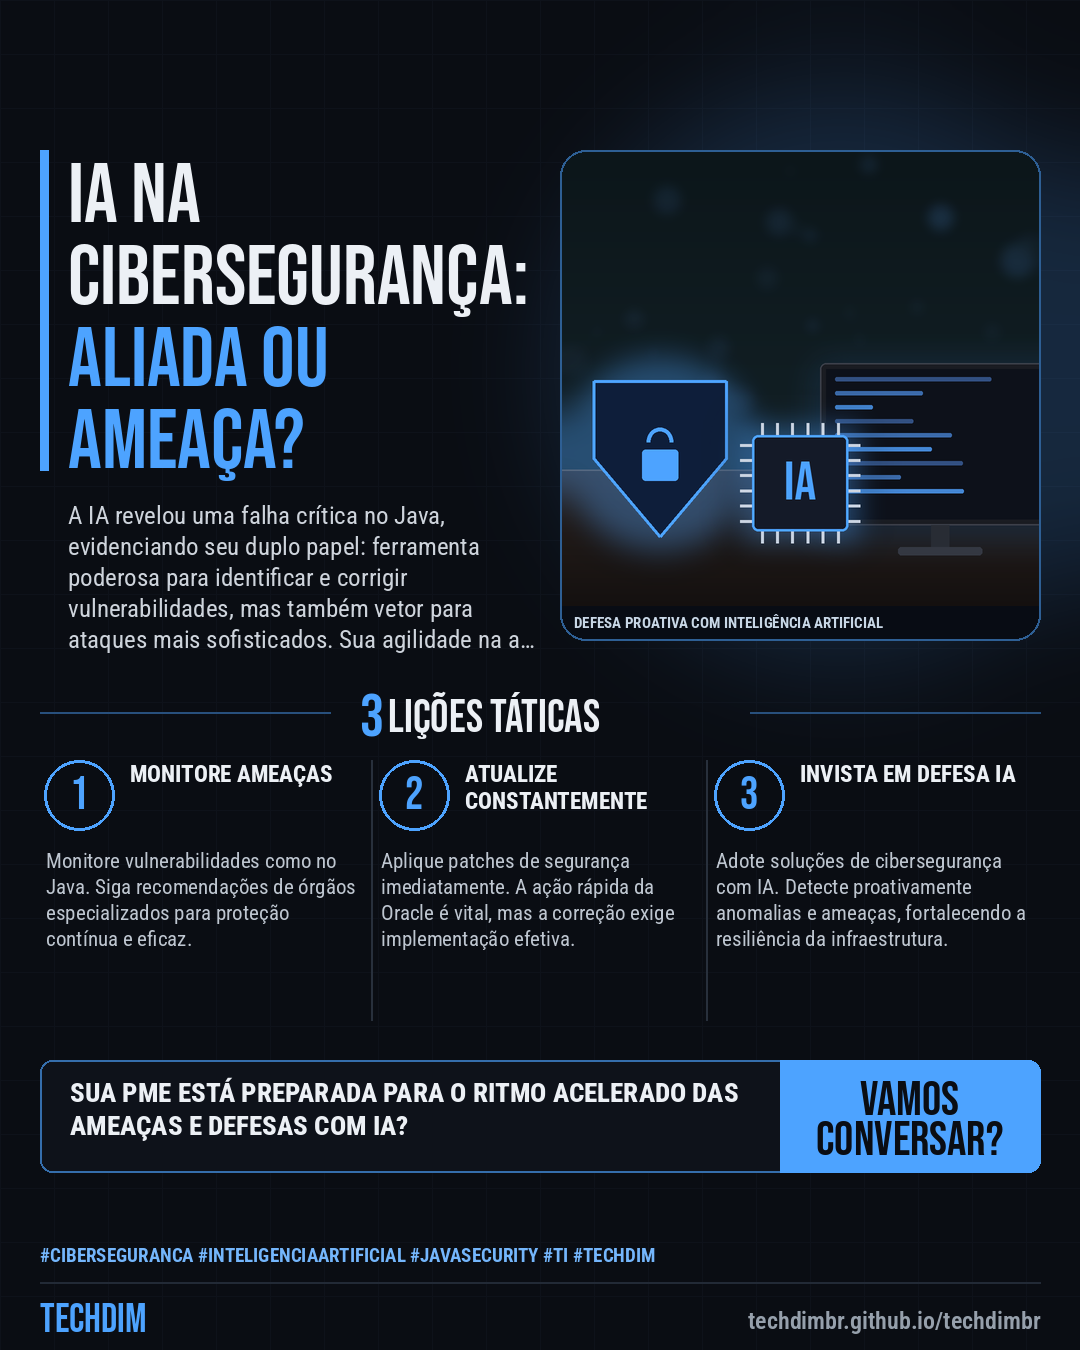 IA NA
CIBERSEGURANÇA:
ALIADA OU
AMEAÇA?
A IA revelou uma falha crítica no Java,
evidenciando seu duplo papel: ferramenta
poderosa para identificar e corrigir
vulnerabilidades, mas também vetor para
ataques mais sofisticados. Sua agilidade na a...
IA
DEFESA PROATIVA COM INTELIGÊNCIA ARTIFICIAL
3 LIÇÕES TÁTICAS
1
MONITORE AMEAÇAS
Monitore vulnerabilidades como no
Java. Siga recomendações de órgãos
especializados para proteção
contínua e eficaz.
2
ATUALIZE
CONSTANTEMENTE
Aplique patches de segurança
imediatamente. A ação rápida da
Oracle é vital, mas a correção exige
implementação efetiva.
3
INVISTA EM DEFESA IA
Adote soluções de cibersegurança
com IA. Detecte proativamente
anomalias e ameaças, fortalecendo a
resiliência da infraestrutura.
SUA PME ESTÁ PREPARADA PARA O RITMO ACELERADO DAS
AMEAÇAS E DEFESAS COM IA?
VAMOS
CONVERSAR?
#CIBERSEGURANCA #INTELIGENCIAARTIFICIAL #JAVASECURITY #TI #TECHDIM
TECHDIM
techdimbr.github.io/techdimbr